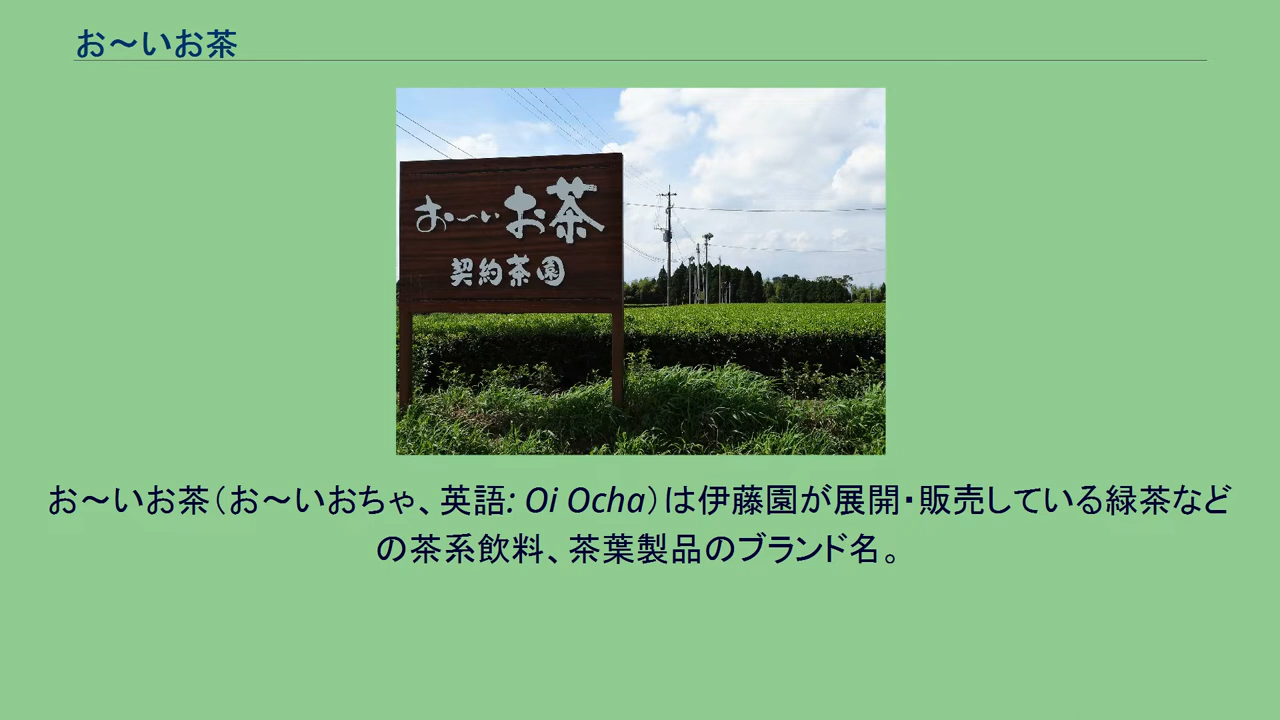 お〜いお茶
お〜いお茶
契約茶園
お〜いお茶（お〜いおちゃ、英語: Oi Ocha）は伊藤園が展開・販売している緑茶など
の茶系飲料、茶葉製品のブランド名。